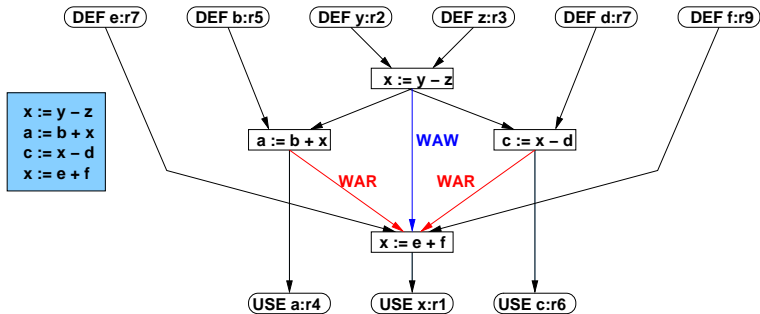 DEF e:r7 DEF b:r5 DEF y:r2 DEF z:r3 DEF d:r7 DEF f:r9
x := y – z
x := y – z
a := b + x
c := x – d
x := e + f
a := b + x WAW c := x – d
WAR WAR
x := e + f
USE a:r4 USE x:r1 USE c:r6